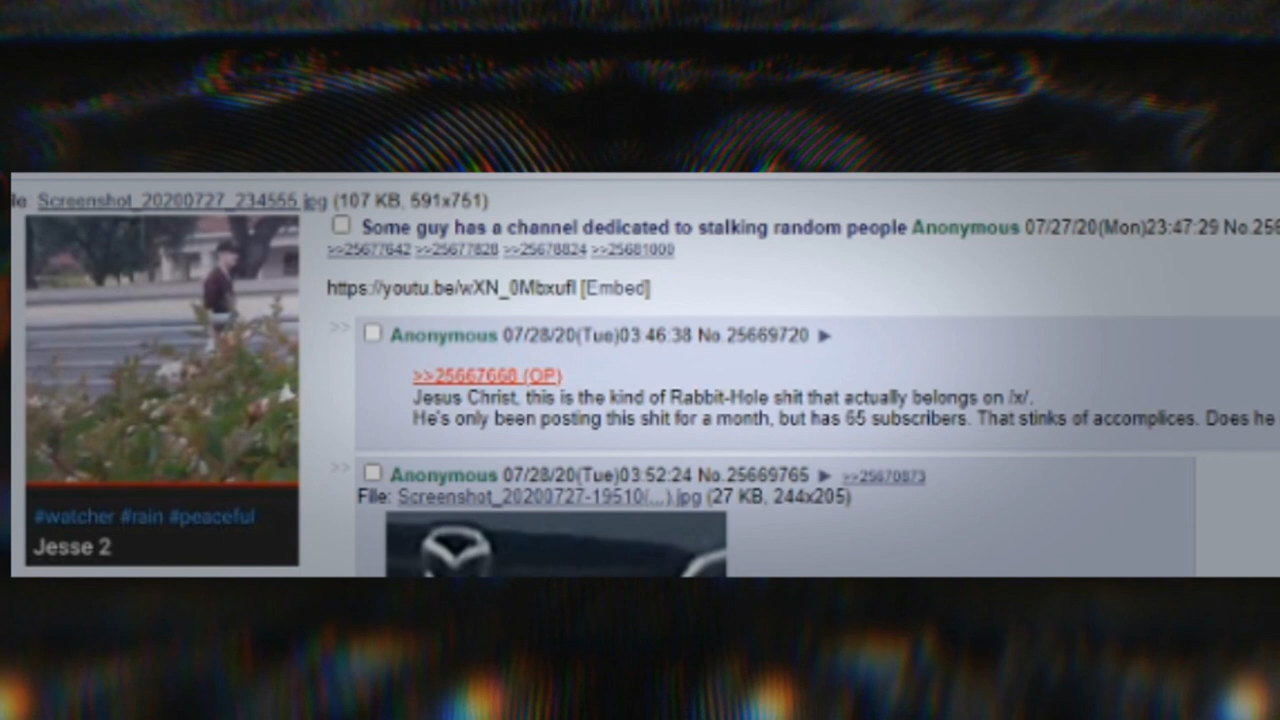 le: Screenshot_20200727_234555.jpg (107 KB, 591x751)
Some guy has a channel dedicated to stalking random people Anonymous 07/27/20(Mon)23:47:29 No.256
>>25677642 >>25677828 >>25678824 >>25681000
https://youtu.be/wXN_0Mbxufl [Embed]
>> Anonymous 07/28/20(Tue)03:46:38 No.25669720 ▶
>>25667668 (OP)
Jesus Christ, this is the kind of Rabbit-Hole shit that actually belongs on /x/.
He's only been posting this shit for a month, but has 65 subscribers. That stinks of accomplices. Does he
>> Anonymous 07/28/20(Tue)03:52:24 No.25669765 ▶ >>25670873
File: Screenshot_20200727-19510(...).jpg (27 KB, 244x205)
#watcher #rain #peaceful
Jesse 2